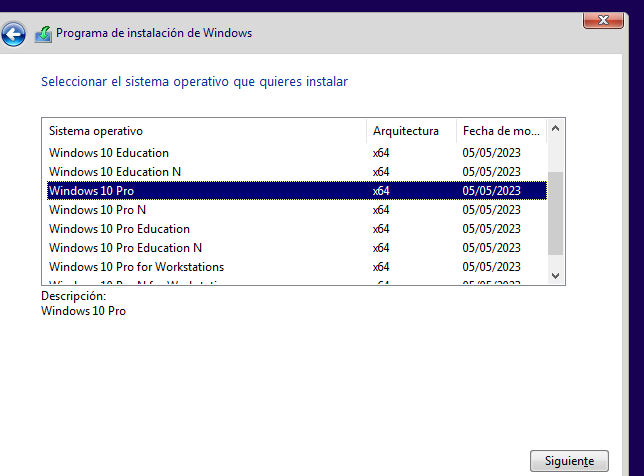 Programa de instalación de Windows
Seleccionar el sistema operativo que quieres instalar
Sistema operativo Arquitectura Fecha de mo...
Windows 10 Education x64 05/05/2023
Windows 10 Education N x64 05/05/2023
Windows 10 Pro x64 05/05/2023
Windows 10 Pro N x64 05/05/2023
Windows 10 Pro Education x64 05/05/2023
Windows 10 Pro Education N x64 05/05/2023
Windows 10 Pro for Workstations x64 05/05/2023
Descripción:
Windows 10 Pro
Siguiente